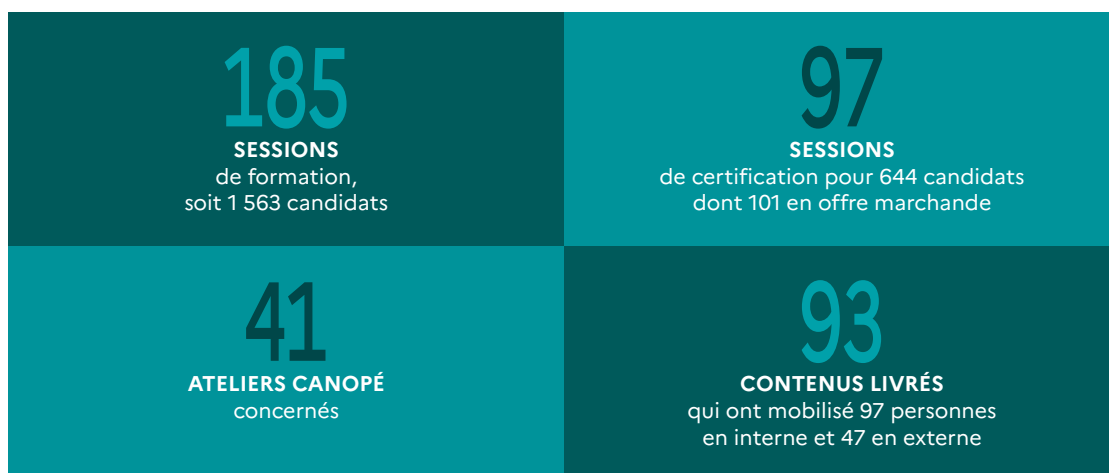 185
SESSIONS
de formation,
soit 1 563 candidats
97
SESSIONS
de certification pour 644 candidats
dont 101 en offre marchande
41
ATELIERS CANOPÉ
concernés
93
CONTENUS LIVRÉS
qui ont mobilisé 97 personnes
en interne et 47 en externe